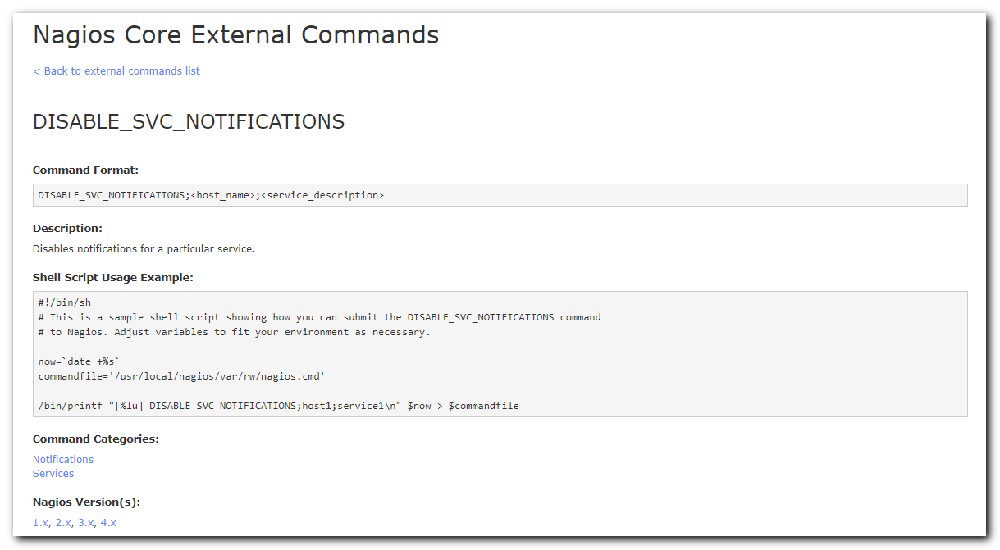 Nagios Core External Commands
< Back to external commands list
DISABLE_SVC_NOTIFICATIONS
Command Format:
DISABLE_SVC_NOTIFICATIONS;<host_name>;<service_description>
Description:
Disables notifications for a particular service.
Shell Script Usage Example:
#!/bin/sh
# This is a sample shell script showing how you can submit the DISABLE_SVC_NOTIFICATIONS command
# to Nagios. Adjust variables to fit your environment as necessary.
now=`date +%s`
commandfile='/usr/local/nagios/var/rw/nagios.cmd'
/bin/printf "[%lu] DISABLE_SVC_NOTIFICATIONS;host1;service1\n" $now > $commandfile
Command Categories:
Notifications
Services
Nagios Version(s):
1.x, 2.x, 3.x, 4.x